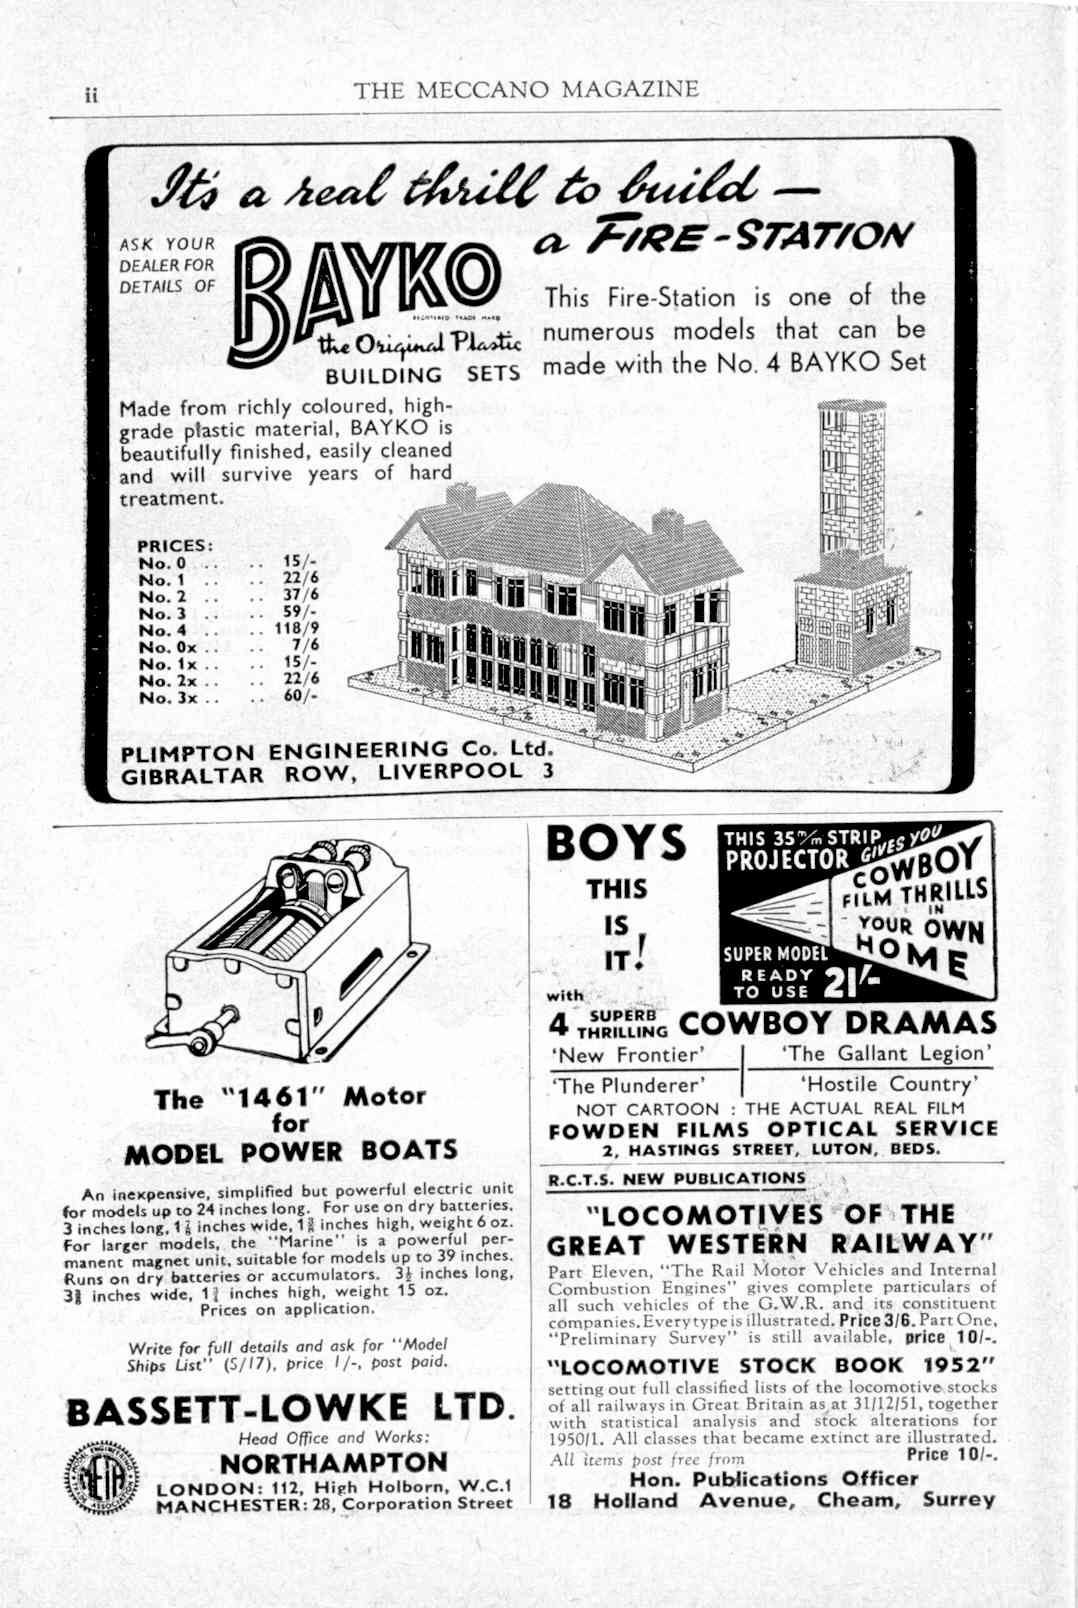 ii
THE MECCANO MAGAZINE
It's a real thrill to build —
a FIRE-STATION
ASK YOUR
DEALER FOR
DETAILS OF
BAYKO
REGISTERED TRADE MARK
the Original Plastic
BUILDING SETS
This Fire-Station is one of the
numerous models that can be
made with the No. 4 BAYKO Set
Made from richly coloured, high-
grade plastic material, BAYKO is
beautifully finished, easily cleaned
and will survive years of hard
treatment.
PRICES:
No. 0 .. .. 15/-
No. 1 .. .. 22/6
No. 2 .. .. 37/6
No. 3 .. .. 59/-
No. 4 .. .. 118/9
No. 0x .. .. 7/6
No. 1x .. .. 15/-
No. 2x .. .. 22/6
No. 3x .. .. 60/-
PLIMPTON ENGINEERING Co. Ltd.
GIBRALTAR ROW, LIVERPOOL 3
The "1461" Motor
for
MODEL POWER BOATS
An inexpensive, simplified but powerful electric unit
for models up to 24 inches long. For use on dry batteries.
3 inches long, 1⅞ inches wide, 1⅜ inches high, weight 6 oz.
For larger models, the "Marine" is a powerful per-
manent magnet unit, suitable for models up to 39 inches.
Runs on dry batteries or accumulators. 3½ inches long,
inches wide, inches high, weight 15 oz.
Prices on application.
Write for full details and ask for "Model
Ships List" (S/17), price 1/-, post paid.
BASSETT-LOWKE LTD.
Head Office and Works:
NORTHAMPTON
LONDON: 112, High Holborn, W.C.1
MANCHESTER: 28, Corporation Street
MODEL ENGINEERING
META
ASSOCIATION
BOYS
THIS
IS
IT!
with
THIS 35m/m STRIP
PROJECTOR GIVES YOU
COWBOY
FILM THRILLS
IN
YOUR OWN
HOME
SUPER MODEL
READY
TO USE 21/-
4 SUPERB THRILLING COWBOY DRAMAS
'New Frontier' 'The Gallant Legion'
'The Plunderer' 'Hostile Country'
NOT CARTOON : THE ACTUAL REAL FILM
FOWDEN FILMS OPTICAL SERVICE
2, HASTINGS STREET, LUTON, BEDS.
R.C.T.S. NEW PUBLICATIONS
"LOCOMOTIVES OF THE
GREAT WESTERN RAILWAY"
Part Eleven, "The Rail Motor Vehicles and Internal
Combustion Engines" gives complete particulars of
all such vehicles of the G.W.R. and its constituent
companies. Every type is illustrated. Price 3/6. Part One,
"Preliminary Survey" is still available, price 10/-.
"LOCOMOTIVE STOCK BOOK 1952"
setting out full classified lists of the locomotive stocks
of all railways in Great Britain as at 31/12/51, together
with statistical analysis and stock alterations for
1950/1. All classes that became extinct are illustrated.
All items post free from Price 10/-.
Hon. Publications Officer
18 Holland Avenue, Cheam, Surrey